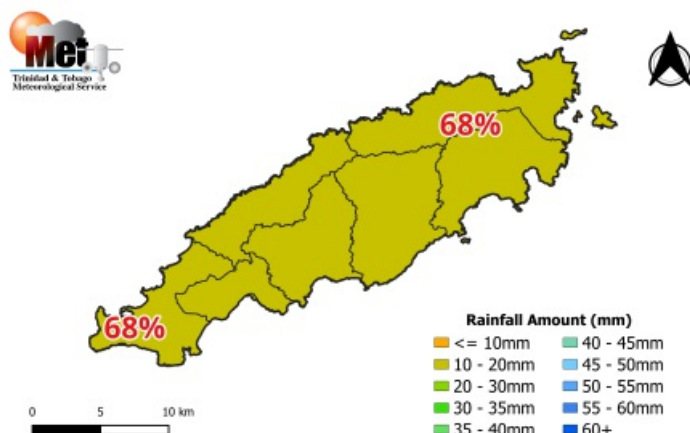 Met
Trinidad & Tobago
Meteorological Service
68%
68%
Rainfall Amount (mm)
<= 10mm
10 - 20mm
20 - 30mm
30 - 35mm
35 - 40mm
40 - 45mm
45 - 50mm
50 - 55mm
55 - 60mm
60+
0 5 10 km